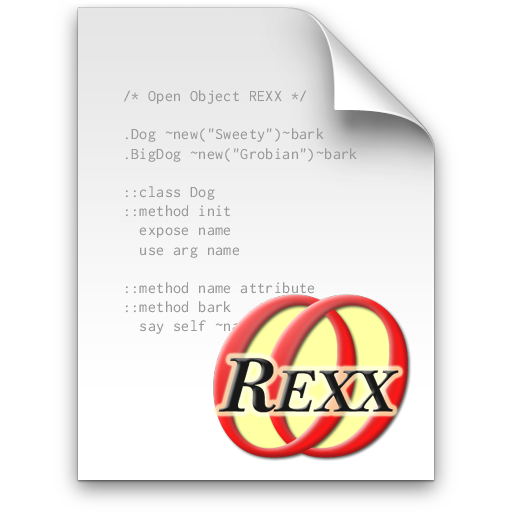 /* Open Object REXX */
.Dog ~new("Sweety")~bark
.BigDog ~new("Grobian")~bark
::class Dog
::method init
expose name
use arg name
::method name attribute
::method bark
say self ~na
REXX